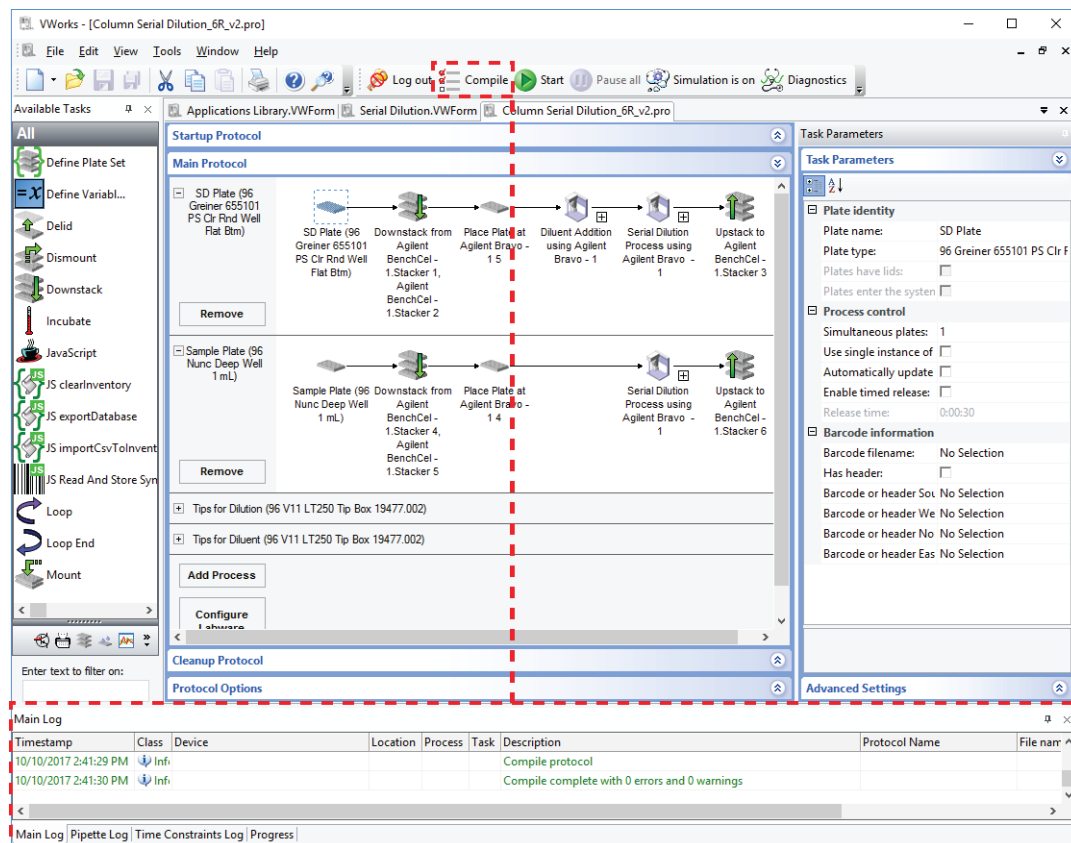 VWorks - [Column Serial Dilution_6R_v2.pro]
File Edit View Tools Window Help
Log out Compile Start Pause all Simulation is on Diagnostics
Available Tasks
Applications Library.VWForm Serial Dilution.VWForm Column Serial Dilution_6R_v2.pro
All
Define Plate Set
Define Variabl...
Delid
Dismount
Downstack
Incubate
JavaScript
JS clearInventory
JS exportDatabase
JS importCsvToInvent
JS Read And Store Syn
Loop
Loop End
Mount
Enter text to filter on:
Startup Protocol
Main Protocol
SD Plate (96
Greiner 655101
PS Clr Rnd Well
Flat Btm)
Remove
SD Plate (96
Greiner 655101
PS Clr Rnd Well
Flat Btm)
Downstack from
Agilent
BenchCel -
1.Stacker 1,
Agilent
BenchCel -
1.Stacker 2
Place Plate at
Agilent Bravo -
1 5
Diluent Addition
using Agilent
Bravo - 1
Serial Dilution
Process using
Agilent Bravo -
1
Upstack to
Agilent
BenchCel -
1.Stacker 3
Sample Plate (96
Nunc Deep Well
1 mL)
Remove
Sample Plate (96
Nunc Deep Well
1 mL)
Downstack from
Agilent
BenchCel -
1.Stacker 4,
Agilent
BenchCel -
1.Stacker 5
Place Plate at
Agilent Bravo -
1 4
Serial Dilution
Process using
Agilent Bravo -
1
Upstack to
Agilent
BenchCel -
1.Stacker 6
Tips for Dilution (96 V11 LT250 Tip Box 19477.002)
Tips for Diluent (96 V11 LT250 Tip Box 19477.002)
Add Process
Configure
Labware
Cleanup Protocol
Protocol Options
Task Parameters
Task Parameters
Plate identity
Plate name: SD Plate
Plate type: 96 Greiner 655101 PS Clr F
Plates have lids:
Plates enter the system
Process control
Simultaneous plates: 1
Use single instance of
Automatically update
Enable timed release:
Release time: 0:00:30
Barcode information
Barcode filename: No Selection
Has header:
Barcode or header Sou No Selection
Barcode or header We No Selection
Barcode or header No No Selection
Barcode or header Eas No Selection
Advanced Settings
Main Log
Timestamp Class Device Location Process Task Description Protocol Name File nam
10/10/2017 2:41:29 PM Info Compile protocol
10/10/2017 2:41:30 PM Info Compile complete with 0 errors and 0 warnings
Main Log Pipette Log Time Constraints Log Progress